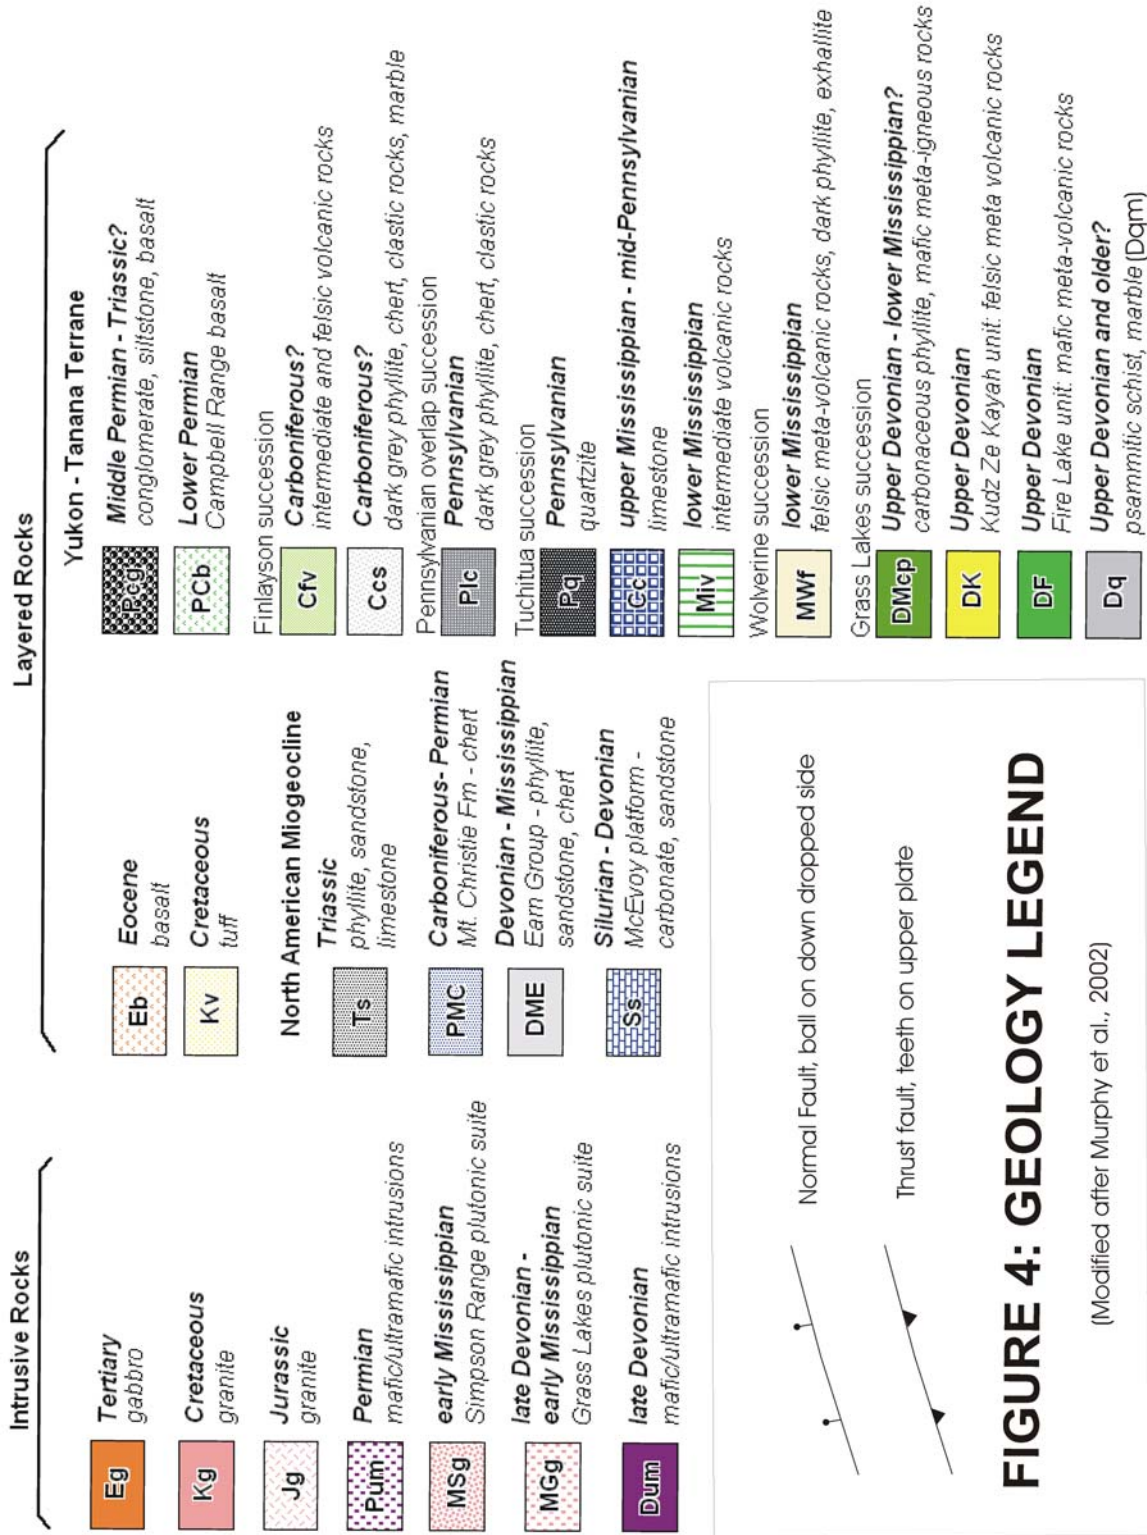 Intrusive Rocks
Eg
Tertiary
gabbro
Kg
Cretaceous
granite
Jg
Jurassic
granite
Pum
Permian
mafic/ultramafic intrusions
MSg
early Mississippian
Simpson Range plutonic suite
MGg
late Devonian -
early Mississippian
Grass Lakes plutonic suite
Dum
late Devonian
mafic/ultramafic intrusions
Layered Rocks
Eb
Eocene
basalt
Kv
Cretaceous
tuff
North American Miogeocline
Ts
Triassic
phyllite, sandstone,
limestone
PMC
Carboniferous- Permian
Mt. Christie Fm - chert
DME
Devonian - Mississippian
Earn Group - phyllite,
sandstone, chert
Ss
Silurian - Devonian
McEvoy platform -
carbonate, sandstone
Yukon - Tanana Terrane
Pcg
Middle Permian - Triassic?
conglomerate, siltstone, basalt
PCb
Lower Permian
Campbell Range basalt
Finlayson succession
Cfv
Carboniferous?
intermediate and felsic volcanic rocks
Ccs
Carboniferous?
dark grey phyllite, chert, clastic rocks, marble
Pennsylvanian overlap succession
Plc
Pennsylvanian
dark grey phyllite, chert, clastic rocks
Tuchitua succession
Pq
Pennsylvanian
quartzite
Cc
upper Mississippian - mid-Pennsylvanian
limestone
Miv
lower Mississippian
intermediate volcanic rocks
Wolverine succession
MWf
lower Mississippian
felsic meta-volcanic rocks, dark phyllite, exhallite
Grass Lakes succession
DMcp
Upper Devonian - lower Mississippian?
carbonaceous phyllite, mafic meta-igneous rocks
DK
Upper Devonian
Kudz Ze Kayah unit: felsic meta volcanic rocks
DF
Upper Devonian
Fire Lake unit: mafic meta-volcanic rocks
Dq
Upper Devonian and older?
psammitic schist, marble (Dqm)
Normal Fault, ball on down dropped side
Thrust fault, teeth on upper plate
FIGURE 4: GEOLOGY LEGEND
(Modified after Murphy et al., 2002)